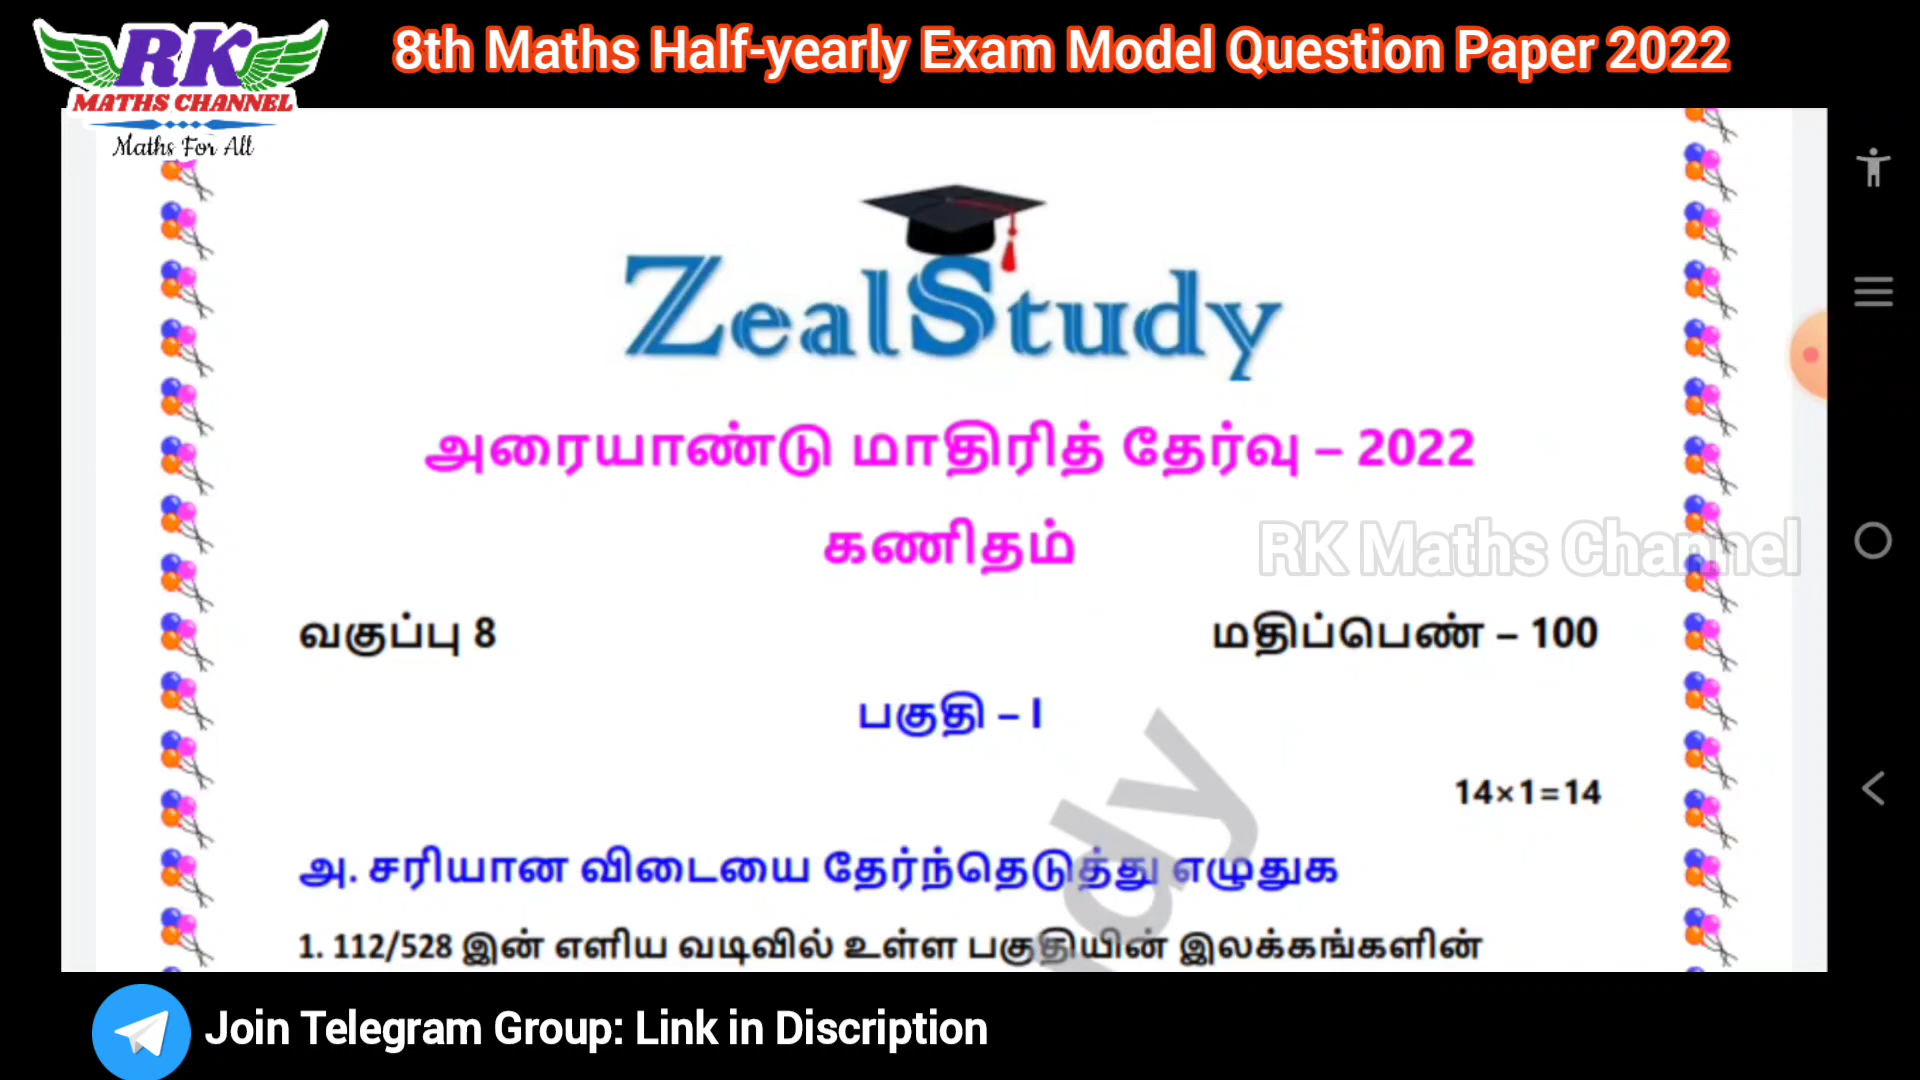 RK
MATHS CHANNEL
Maths For All
8th Maths Half-yearly Exam Model Question Paper 2022
ZealStudy
அரையாண்டு மாதிரித் தேர்வு – 2022
கணிதம்
RK Maths Channel
வகுப்பு 8
மதிப்பெண் – 100
பகுதி – I
14×1=14
அ. சரியான விடையை தேர்ந்தெடுத்து எழுதுக
1. 112/528 இன் எளிய வடிவில் உள்ள பகுதியின் இலக்கங்களின்
dy
Join Telegram Group: Link in Discription